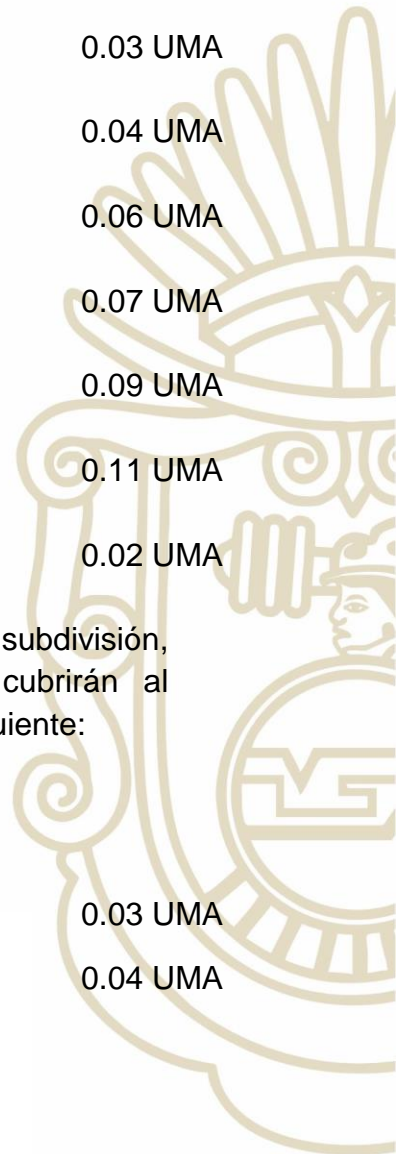 0.03 UMA
0.04 UMA
0.06 UMA
0.07 UMA
0.09 UMA
0.11 UMA
0.02 UMA
subdivisión,
cubrirán al
uiente:
0.03 UMA
0.04 UMA